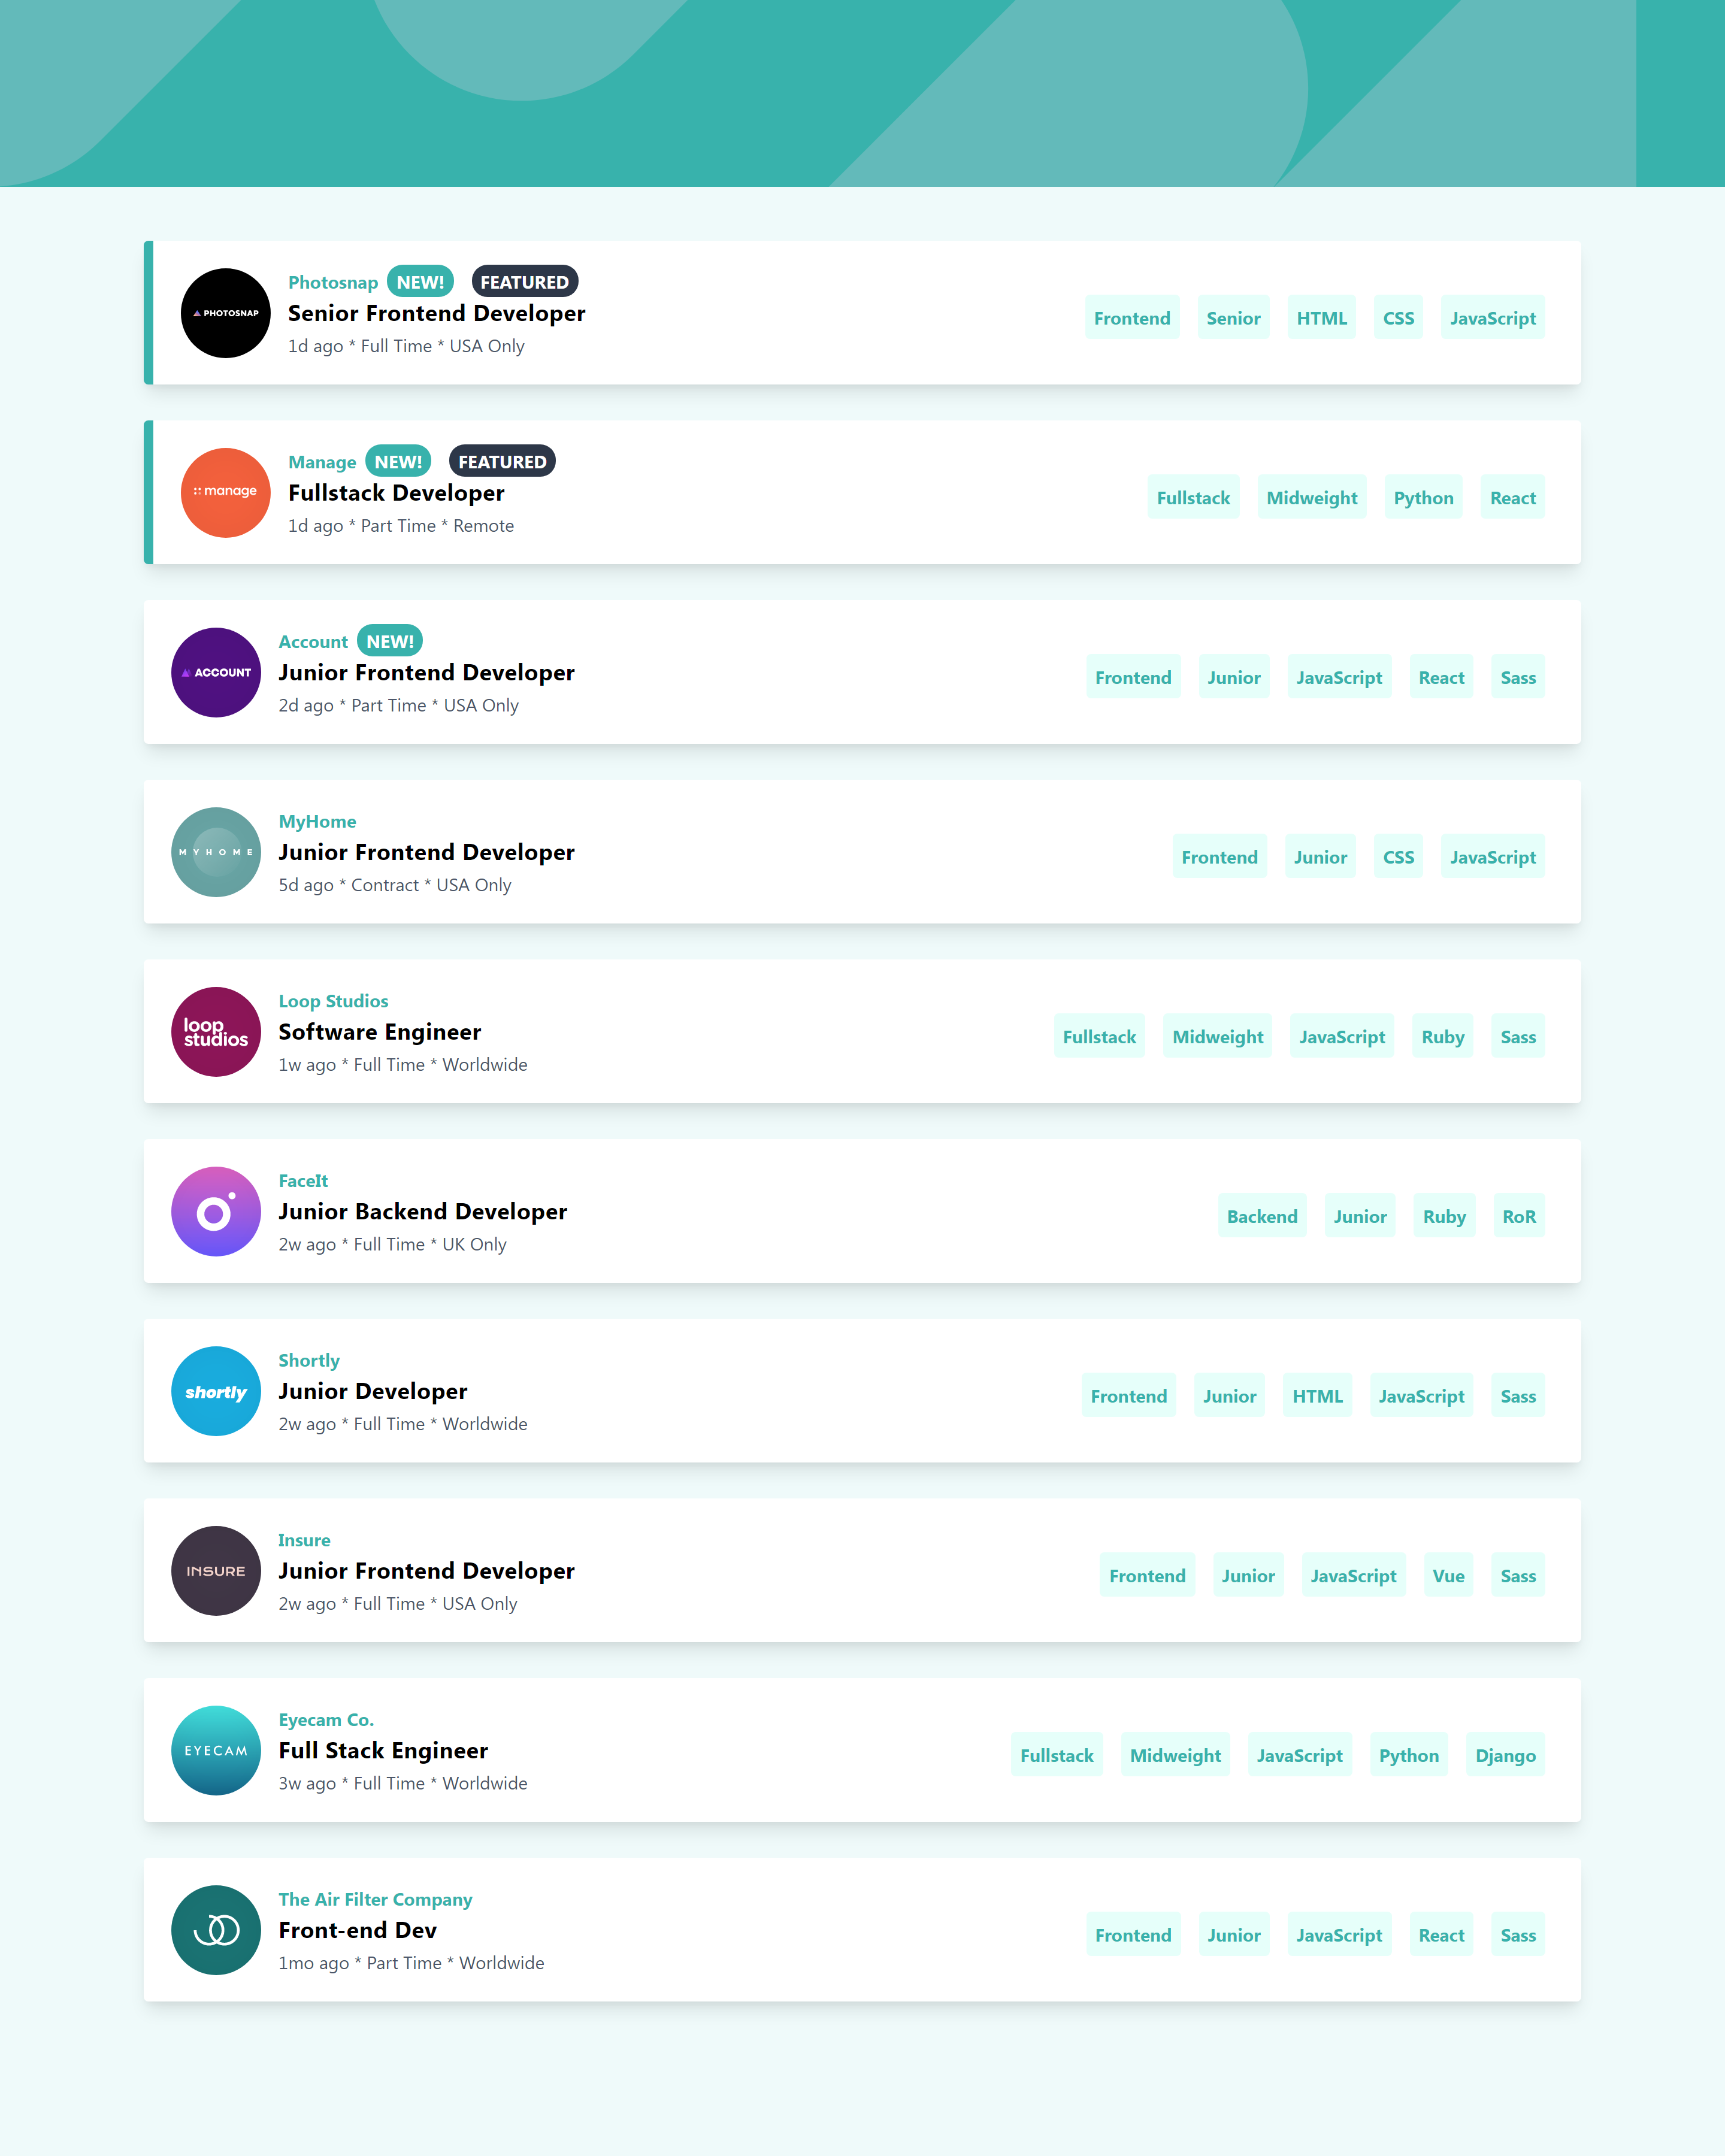 PHOTOSNAP
Photosnap NEW! FEATURED
Senior Frontend Developer
1d ago * Full Time * USA Only
Frontend Senior HTML CSS JavaScript
manage
Manage NEW! FEATURED
Fullstack Developer
1d ago * Part Time * Remote
Fullstack Midweight Python React
ACCOUNT
Account NEW!
Junior Frontend Developer
2d ago * Part Time * USA Only
Frontend Junior JavaScript React Sass
MYHOME
MyHome
Junior Frontend Developer
5d ago * Contract * USA Only
Frontend Junior CSS JavaScript
loop
studios
Loop Studios
Software Engineer
1w ago * Full Time * Worldwide
Fullstack Midweight JavaScript Ruby Sass
FaceIt
Junior Backend Developer
2w ago * Full Time * UK Only
Backend Junior Ruby RoR
shortly
Shortly
Junior Developer
2w ago * Full Time * Worldwide
Frontend Junior HTML JavaScript Sass
INSURE
Insure
Junior Frontend Developer
2w ago * Full Time * USA Only
Frontend Junior JavaScript Vue Sass
EYECAM
Eyecam Co.
Full Stack Engineer
3w ago * Full Time * Worldwide
Fullstack Midweight JavaScript Python Django
The Air Filter Company
Front-end Dev
1mo ago * Part Time * Worldwide
Frontend Junior JavaScript React Sass